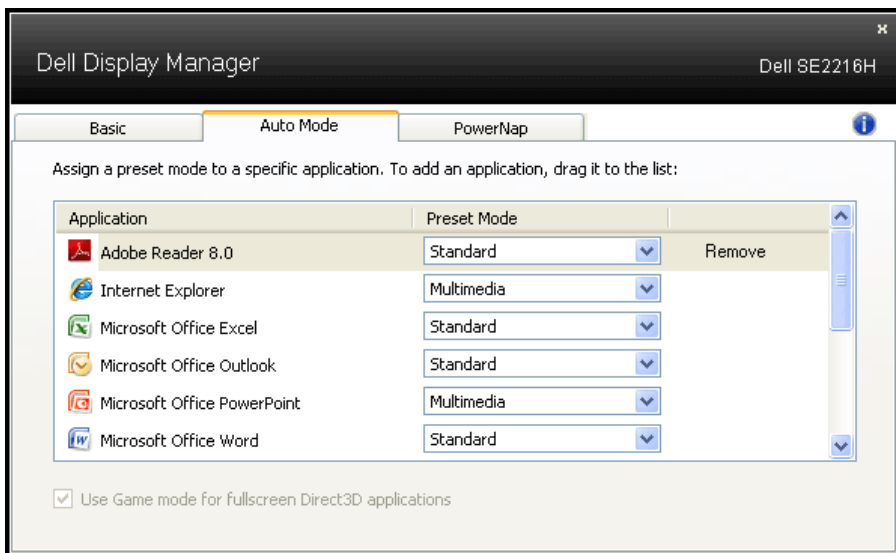 Dell Display Manager
Dell SE2216H
Basic Auto Mode PowerNap
Assign a preset mode to a specific application. To add an application, drag it to the list:
Application Preset Mode
Adobe Reader 8.0 Standard Remove
Internet Explorer Multimedia
Microsoft Office Excel Standard
Microsoft Office Outlook Standard
Microsoft Office PowerPoint Multimedia
Microsoft Office Word Standard
Use Game mode for fullscreen Direct3D applications